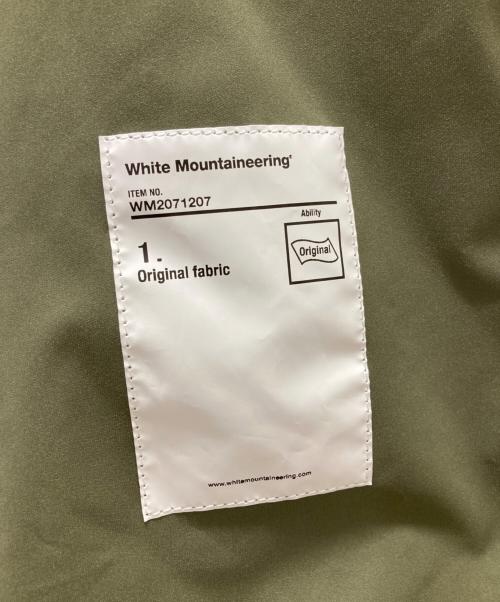 White Mountaineering®
ITEM NO.
WM2071207
Ability
1.
Original
Original fabric
www.whitemountaineering.com